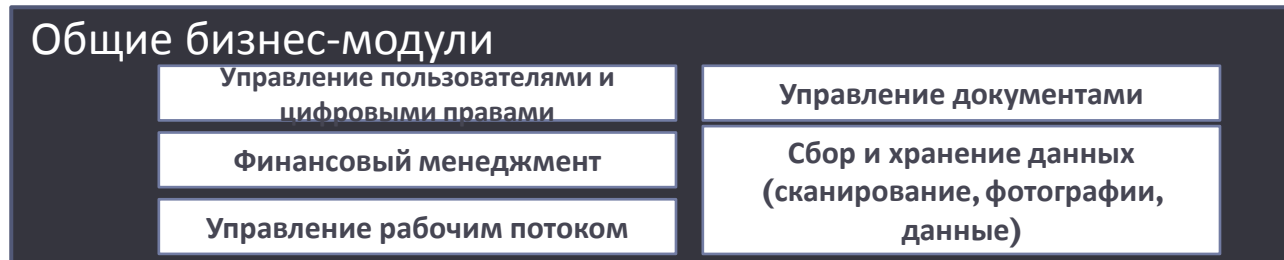 Общие бизнес-модули
Управление пользователями и
цифровыми правами
Финансовый менеджмент
Управление рабочим потоком
Управление документами
Сбор и хранение данных
(сканирование, фотографии,
данные)